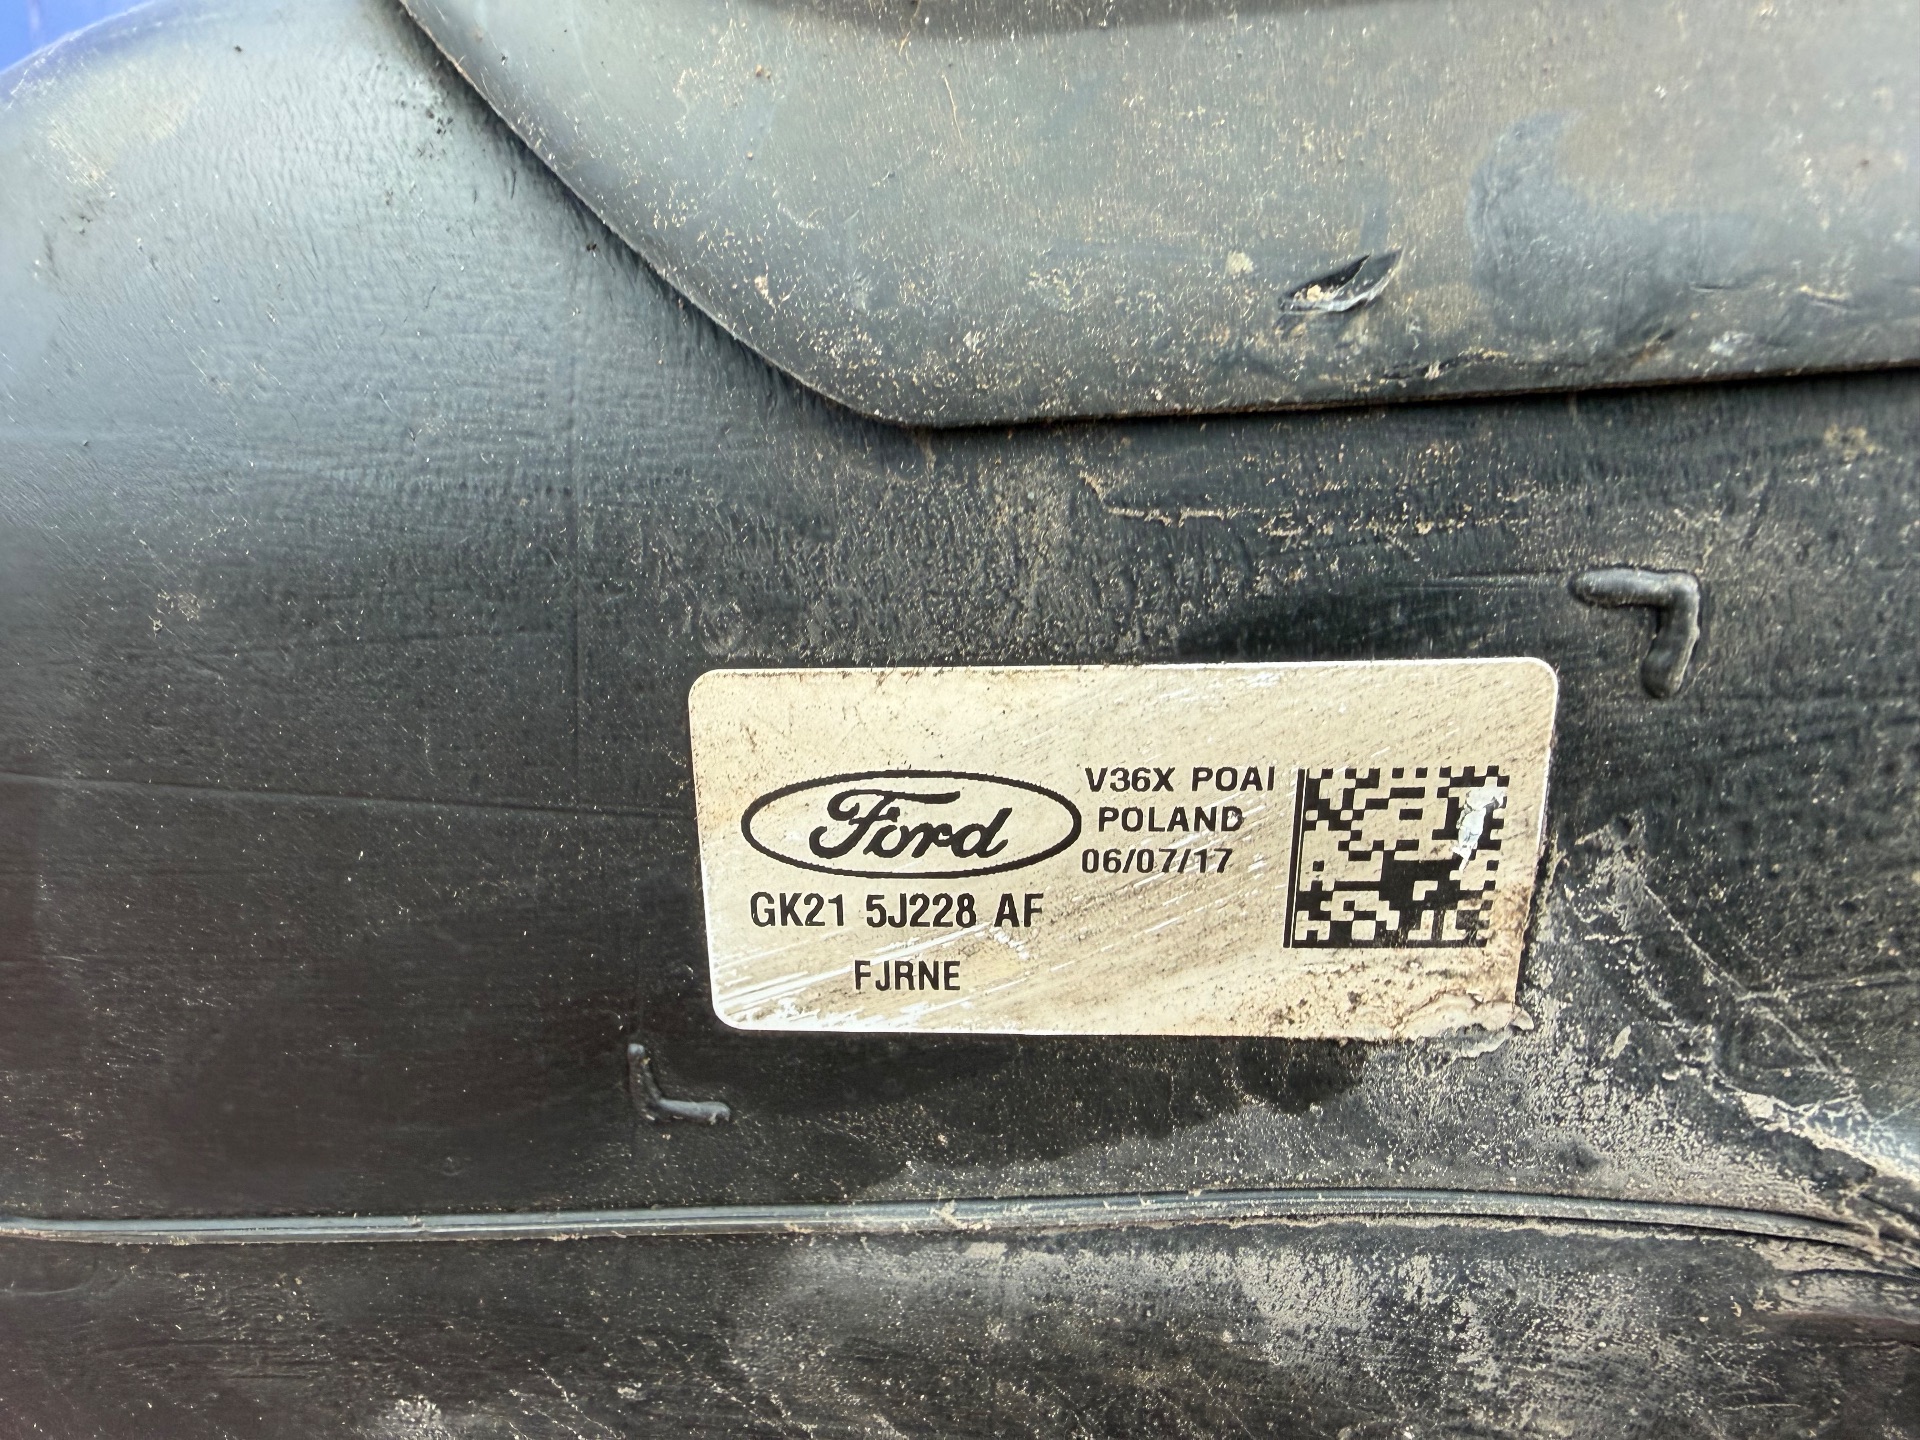 Ford
V36X POAI
POLAND
06/07/17
GK21 5J228 AF
FJRNE